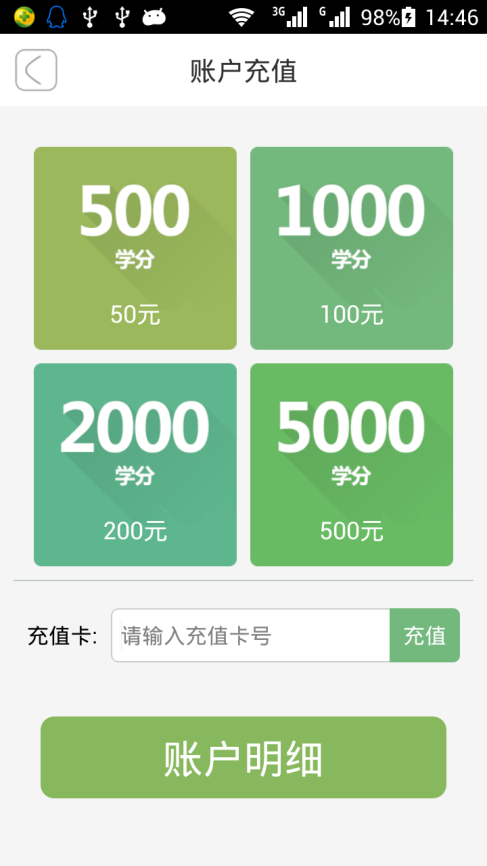 3G G 98% 14:46
账户充值
500
学分
50元
1000
学分
100元
2000
学分
200元
5000
学分
500元
充值卡: 请输入充值卡号 充值
账户明细